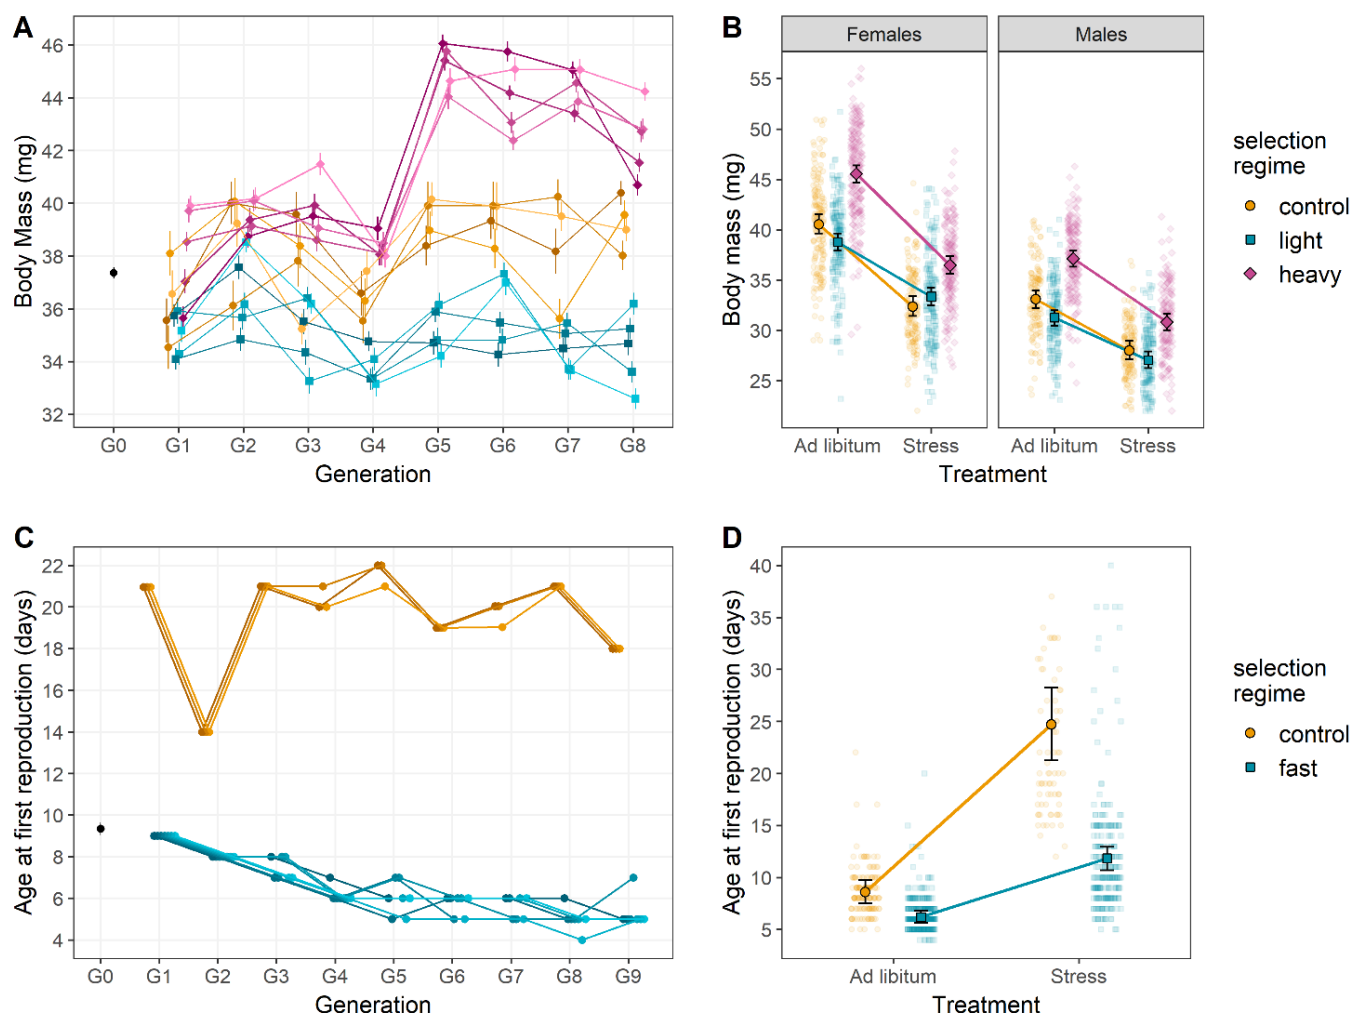 A
Body Mass (mg)
46
44
42
40
38
36
34
32
G0 G1 G2 G3 G4 G5 G6 G7 G8
Generation
B
Females Males
Body mass (mg)
55
50
45
40
35
30
25
Ad libitum Stress Ad libitum Stress
Treatment
selection
regime
control
light
heavy
C
Age at first reproduction (days)
22
20
18
16
14
12
10
8
6
4
G0 G1 G2 G3 G4 G5 G6 G7 G8 G9
Generation
D
Age at first reproduction (days)
40
35
30
25
20
15
10
5
Ad libitum Stress
Treatment
selection
regime
control
fast